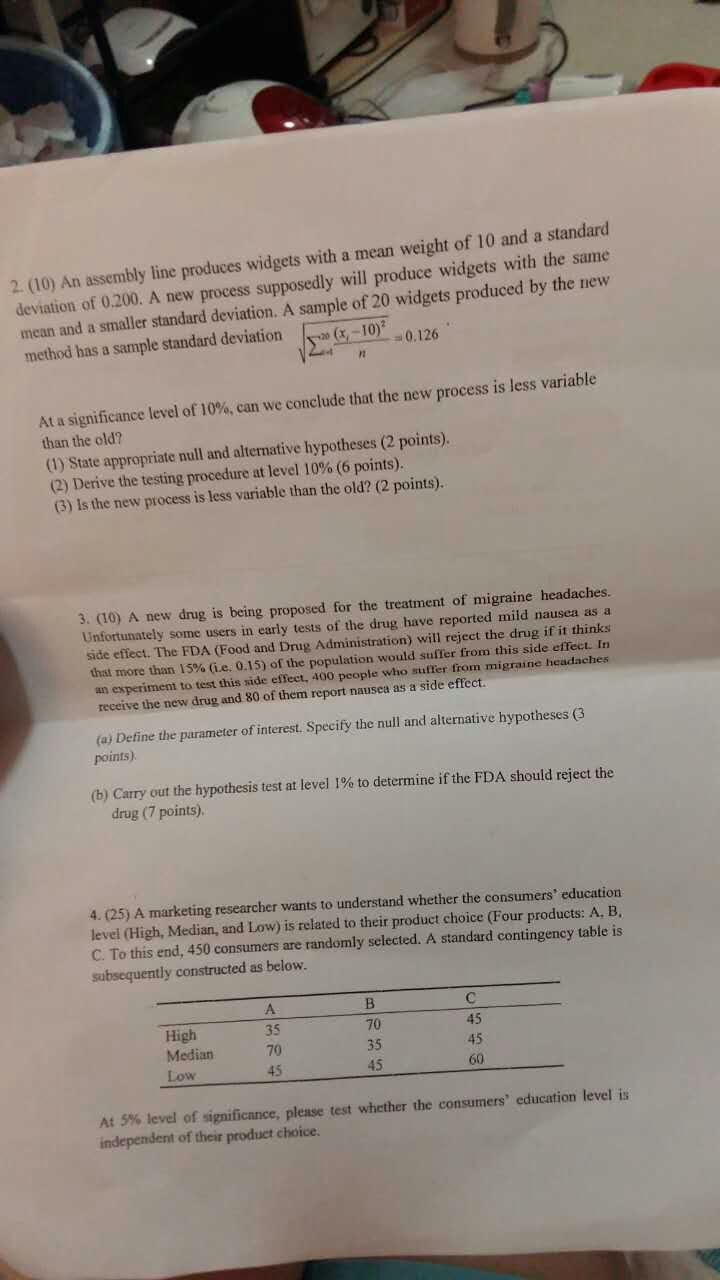 2. (10) An assembly line produces widgets with a mean weight of 10 and a standard
deviation of 0.200. A new process supposedly will produce widgets with the same
mean and a smaller standard deviation. A sample of 20 widgets produced by the new
method has a sample standard deviation √(∑ᵢ₌₁²⁰ (xᵢ−10)²/n) = 0.126
At a significance level of 10%, can we conclude that the new process is less variable
than the old?
(1) State appropriate null and alternative hypotheses (2 points).
(2) Derive the testing procedure at level 10% (6 points).
(3) Is the new process is less variable than the old? (2 points).
3. (10) A new drug is being proposed for the treatment of migraine headaches.
Unfortunately some users in early tests of the drug have reported mild nausea as a
side effect. The FDA (Food and Drug Administration) will reject the drug if it thinks
that more than 15% (i.e. 0.15) of the population would suffer from this side effect. In
an experiment to test this side effect, 400 people who suffer from migraine headaches
receive the new drug and 80 of them report nausea as a side effect.
(a) Define the parameter of interest. Specify the null and alternative hypotheses (3
points).
(b) Carry out the hypothesis test at level 1% to determine if the FDA should reject the
drug (7 points).
4. (25) A marketing researcher wants to understand whether the consumers' education
level (High, Median, and Low) is related to their product choice (Four products: A, B,
C. To this end, 450 consumers are randomly selected. A standard contingency table is
subsequently constructed as below.
A B C
High 35 70 45
Median 70 35 45
Low 45 45 60
At 5% level of significance, please test whether the consumers' education level is
independent of their product choice.